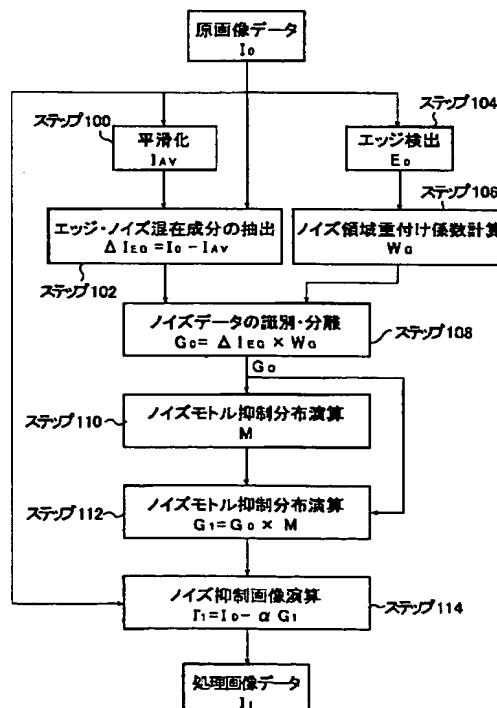 原画像データ
I0
ステップ104
ステップ100
平滑化
IAV
エッジ検出
E0
ステップ106
エッジ・ノイズ混在成分の抽出
Δ IEG = I0 - IAV
ノイズ領域重付け係数計算
WG
ステップ102
ノイズデータの識別・分離
G0 = Δ IEG × WG
ステップ108
G0
ステップ110
ノイズモトル抑制分布演算
M
ステップ112
ノイズモトル抑制分布演算
G1 = G0 × M
ノイズ抑制画像演算
I'1 = I0 - α G1
ステップ114
処理画像データ
I1